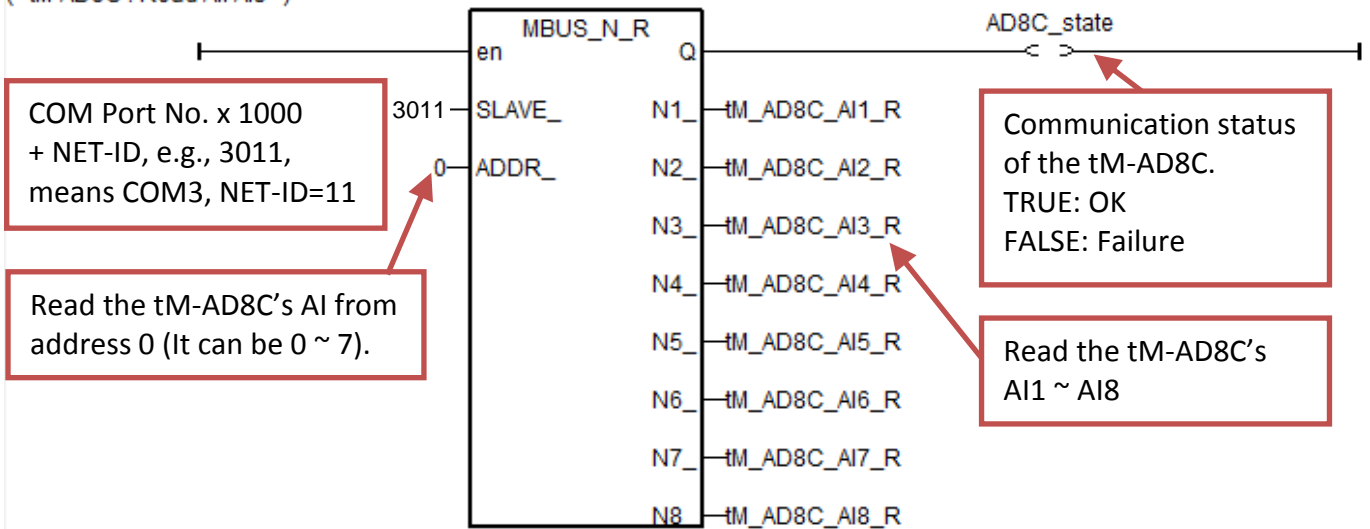 MBUS_N_R
AD8C_state
en
Q
COM Port No. x 1000
+ NET-ID, e.g., 3011,
means COM3, NET-ID=11
3011
SLAVE_
N1_
tM_AD8C_AI1_R
0
ADDR_
N2_
tM_AD8C_AI2_R
Communication status
of the tM-AD8C.
TRUE: OK
FALSE: Failure
N3_
tM_AD8C_AI3_R
Read the tM-AD8C’s AI from
address 0 (It can be 0 ~ 7).
N4_
tM_AD8C_AI4_R
N5_
tM_AD8C_AI5_R
Read the tM-AD8C’s
AI1 ~ AI8
N6_
tM_AD8C_AI6_R
N7_
tM_AD8C_AI7_R
N8_
tM_AD8C_AI8_R